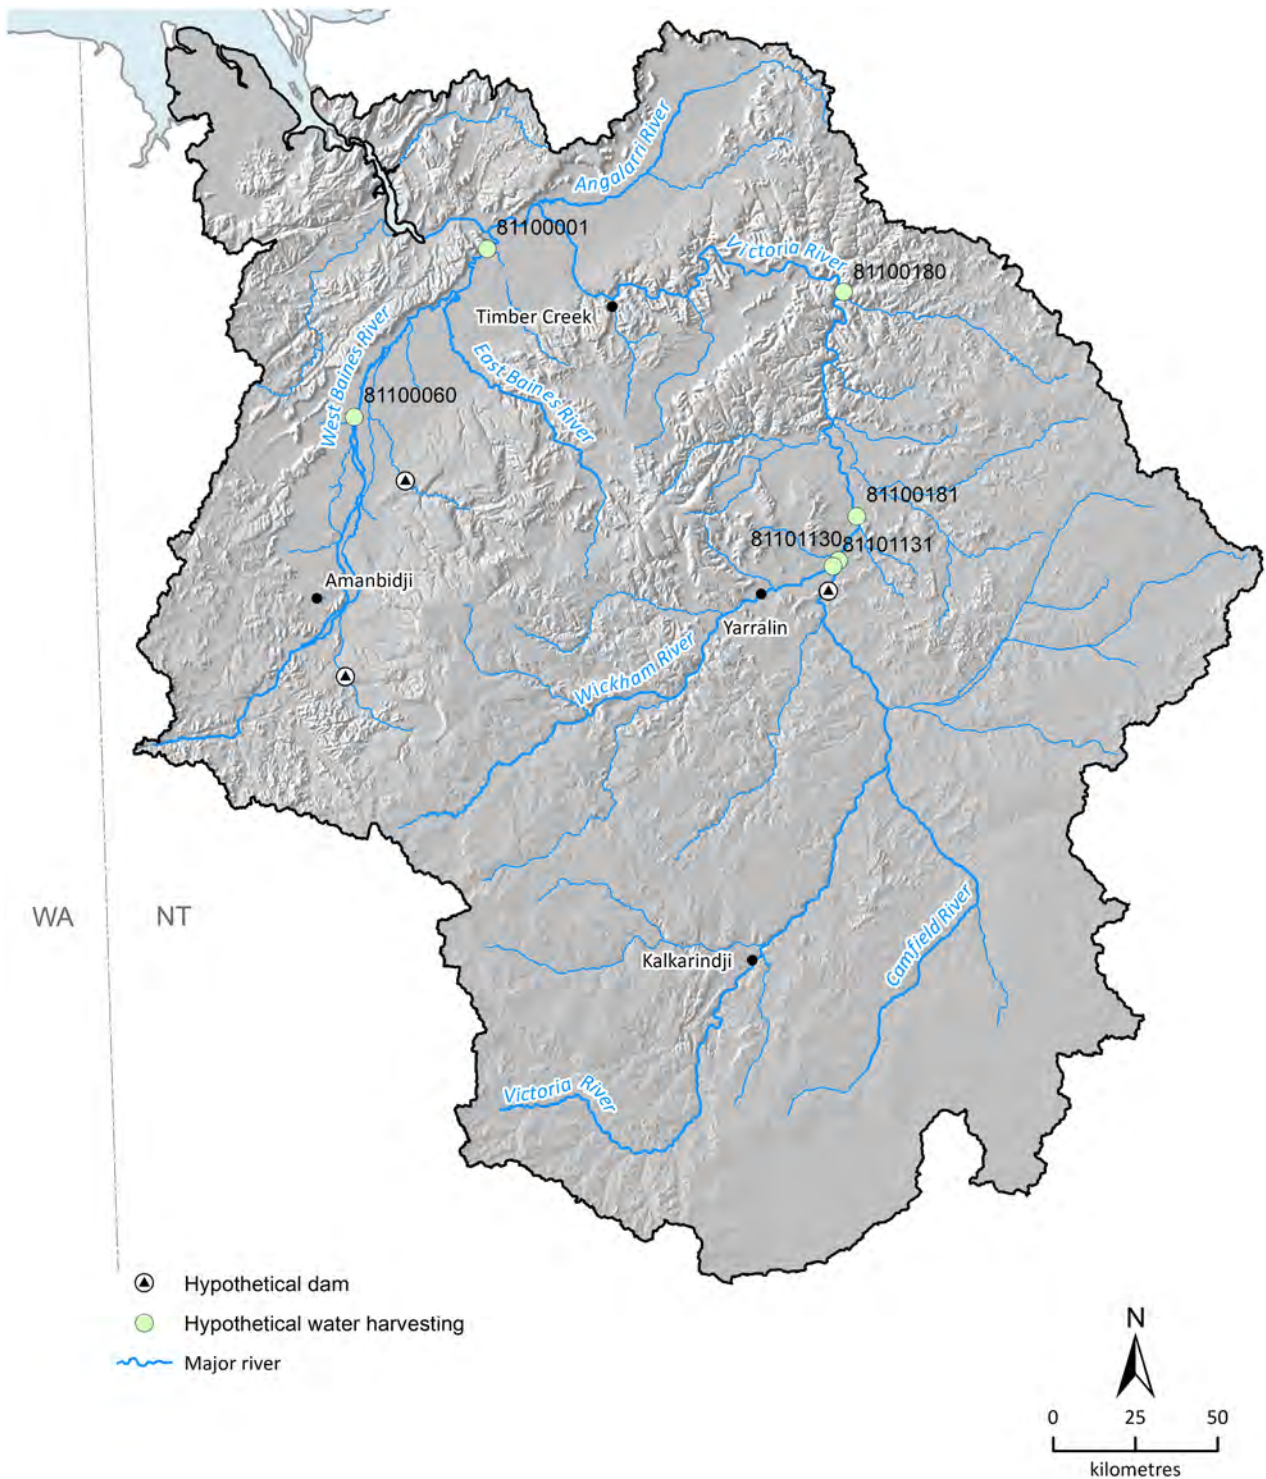 Angalarri River
81100001
Victoria River
81100180
Timber Creek
West Baines River
East Baines River
81100060
81100181
81101130
81101131
Amanbidji
Yarralin
Wickham River
WA
NT
Camfield River
Kalkarindji
Victoria River
Hypothetical dam
Hypothetical water harvesting
Major river
N
0 25 50
kilometres